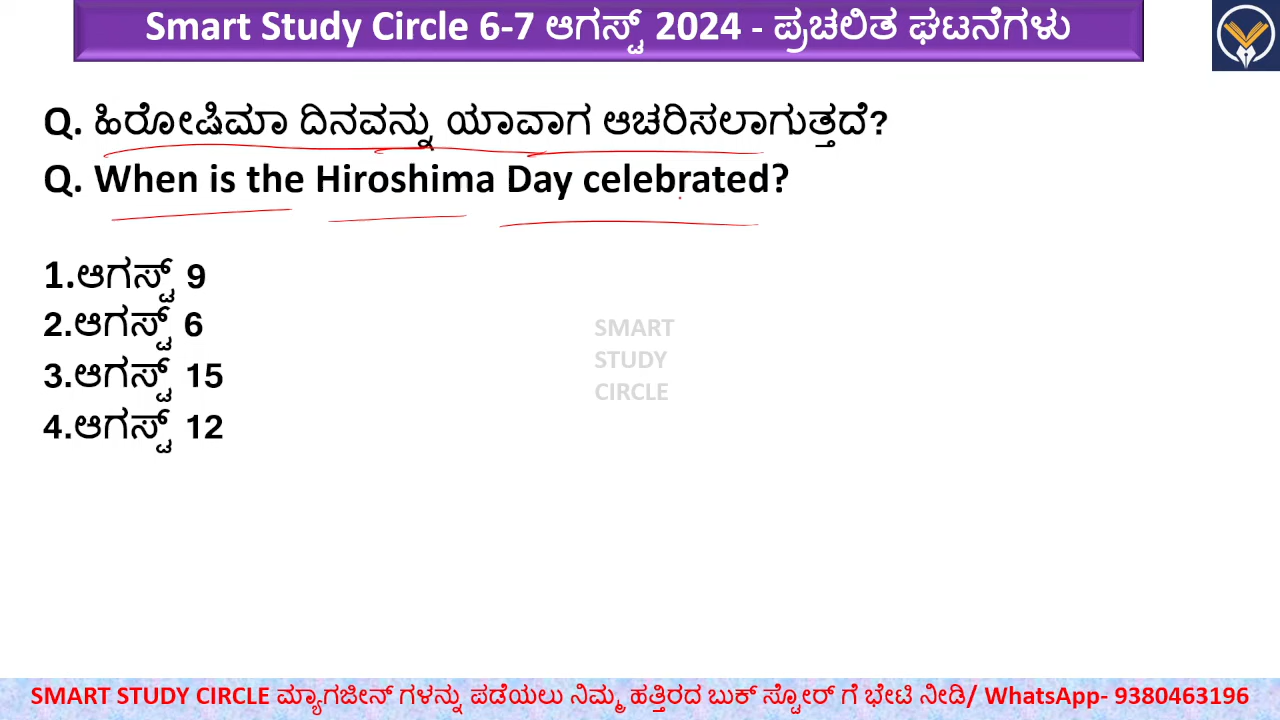 Smart Study Circle 6-7 ಆಗಸ್ಟ್ 2024 - ಪ್ರಚಲಿತ ಘಟನೆಗಳು
Q. ಹಿರೋಷಿಮಾ ದಿನವನ್ನು ಯಾವಾಗ ಆಚರಿಸಲಾಗುತ್ತದೆ?
Q. When is the Hiroshima Day celebrated?
1.ಆಗಸ್ಟ್ 9
2.ಆಗಸ್ಟ್ 6
3.ಆಗಸ್ಟ್ 15
4.ಆಗಸ್ಟ್ 12
SMART
STUDY
CIRCLE
SMART STUDY CIRCLE ಮ್ಯಾಗಜೀನ್ ಗಳನ್ನು ಪಡೆಯಲು ನಿಮ್ಮ ಹತ್ತಿರದ ಬುಕ್ ಸ್ಟೋರ್ ಗೆ ಭೇಟಿ ನೀಡಿ/ WhatsApp- 9380463196